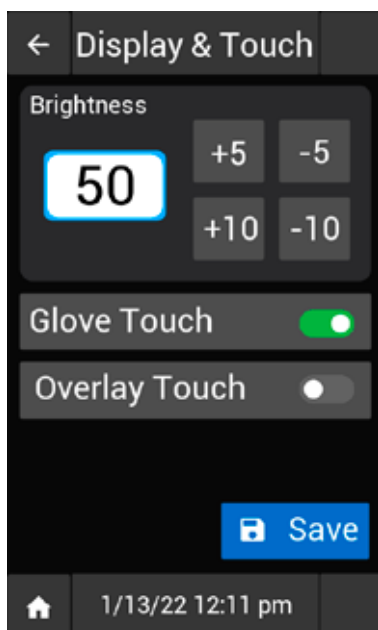 Display & Touch
Brightness
50
+5 -5
+10 -10
Glove Touch
Overlay Touch
Save
1/13/22 12:11 pm